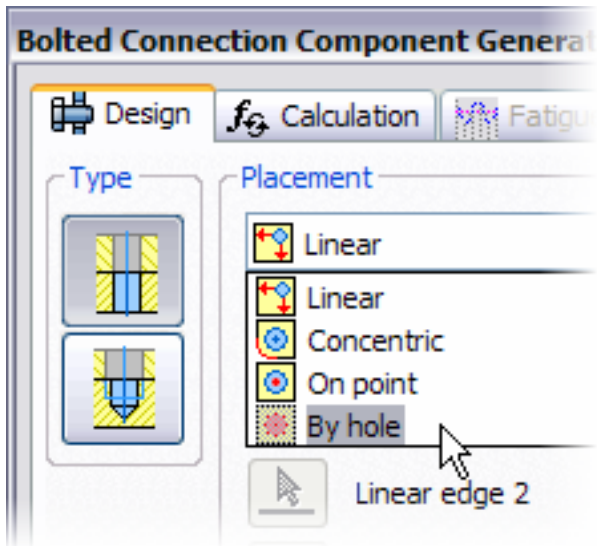 Bolted Connection Component Generat
Design
Calculation
Fatigu
Type
Placement
Linear
Linear
Concentric
On point
By hole
Linear edge 2